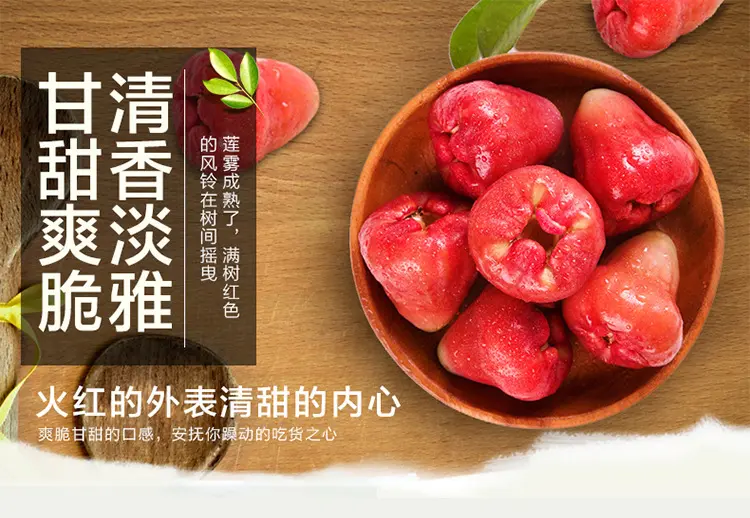 清香淡雅
甘甜爽脆
莲雾成熟了，满树红色
的风铃在树间摇曳
火红的外表清甜的内心
爽脆甘甜的口感，安抚你躁动的吃货之心